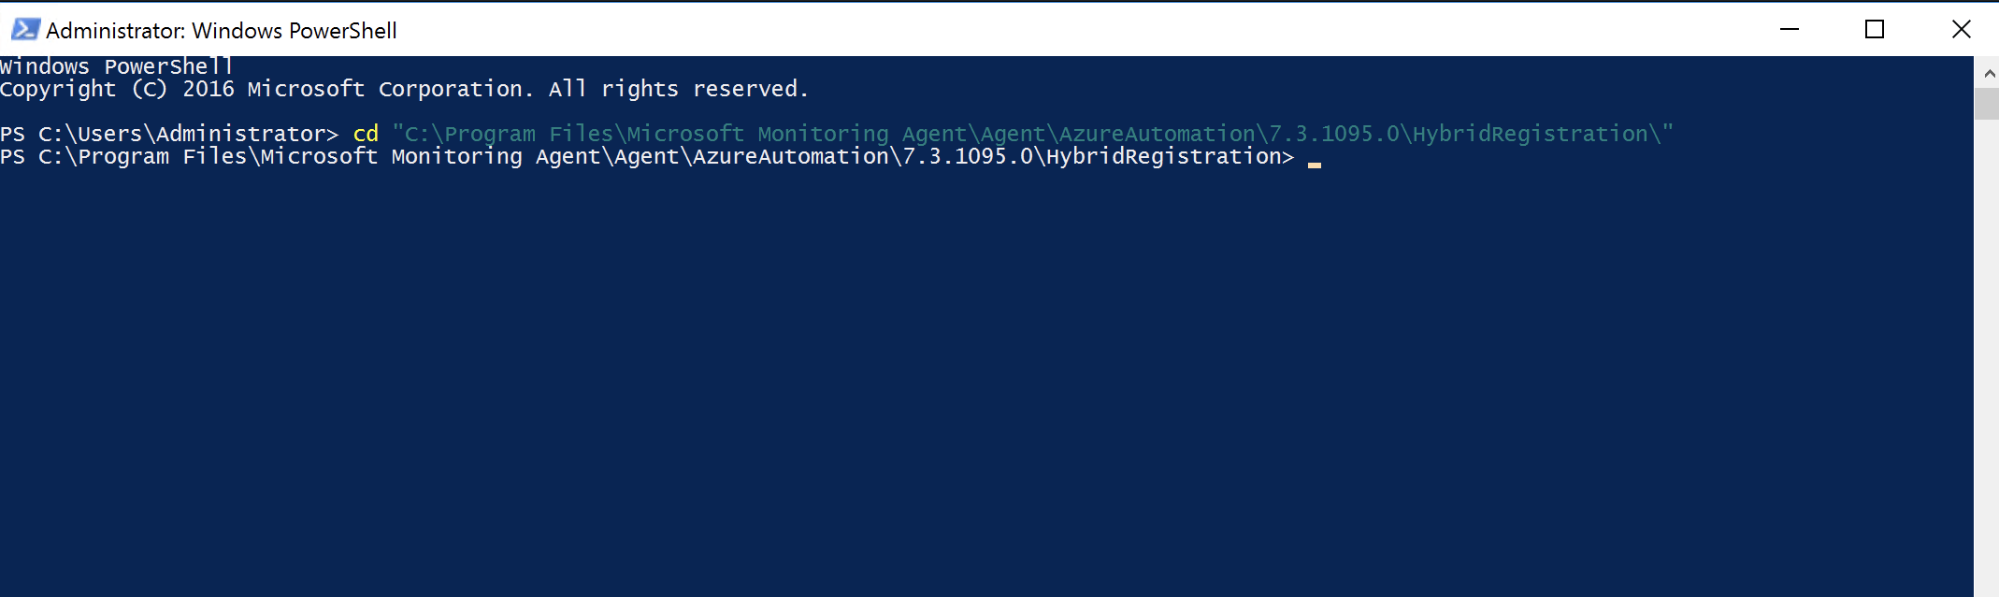 Administrator: Windows PowerShell
Windows PowerShell
Copyright (C) 2016 Microsoft Corporation. All rights reserved.
PS C:\Users\Administrator> cd "C:\Program Files\Microsoft Monitoring Agent\Agent\AzureAutomation\7.3.1095.0\HybridRegistration\"
PS C:\Program Files\Microsoft Monitoring Agent\Agent\AzureAutomation\7.3.1095.0\HybridRegistration>